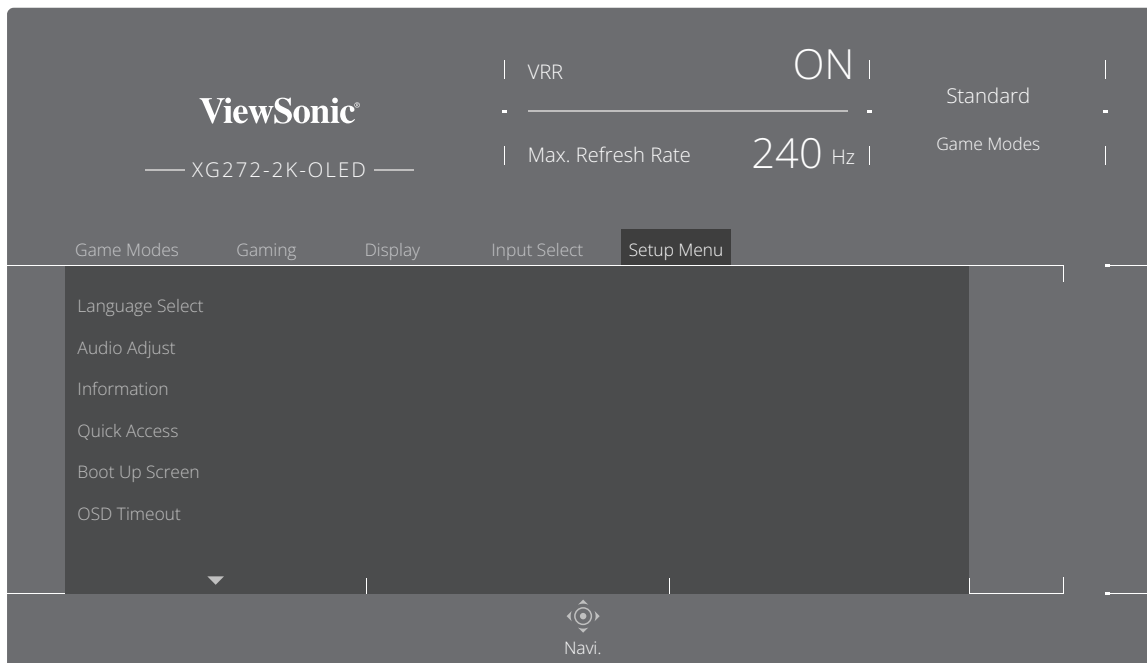 ViewSonic®
XG272-2K-OLED
VRR ON
Max. Refresh Rate 240 Hz
Standard
Game Modes
Game Modes Gaming Display Input Select Setup Menu
Language Select
Audio Adjust
Information
Quick Access
Boot Up Screen
OSD Timeout
Navi.